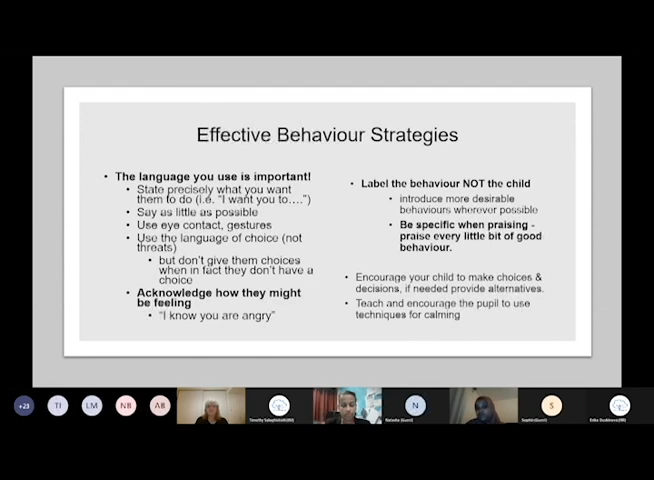 Effective Behaviour Strategies
• The language you use is important!
• State precisely what you want
them to do (i.e. "I want you to....")
• Say as little as possible
• Use eye contact, gestures
• Use the language of choice (not
threats)
• but don't give them choices
when in fact they don't have a
choice
• Acknowledge how they might
be feeling
• "I know you are angry"
• Label the behaviour NOT the child
• introduce more desirable
behaviours wherever possible
• Be specific when praising -
praise every little bit of good
behaviour.
• Encourage your child to make choices &
decisions, if needed provide alternatives.
• Teach and encourage the pupil to use
techniques for calming
+23
TI
LM
NB
AB
N
Natasha (Guest)
S
Sophie (Guest)